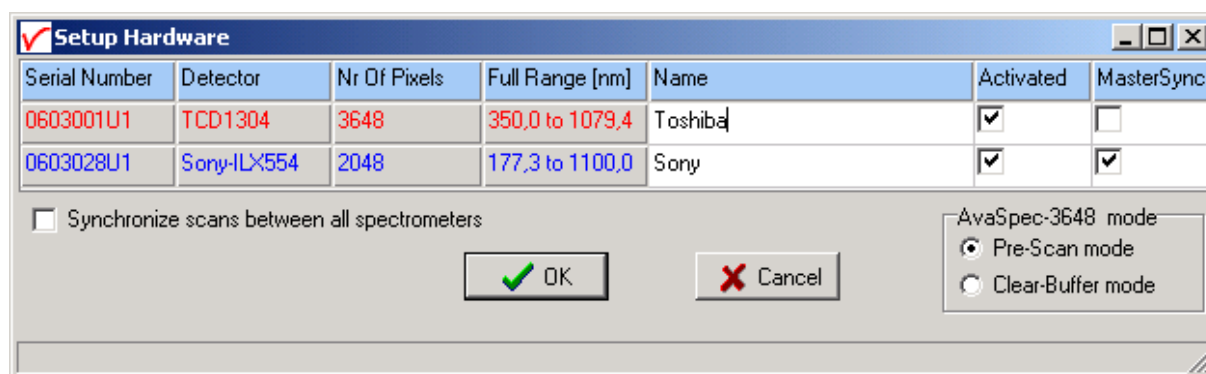 Setup Hardware
Serial Number Detector Nr Of Pixels Full Range [nm] Name Activated MasterSync
0603001U1 TCD1304 3648 350,0 to 1079,4 Toshiba
0603028U1 Sony-ILX554 2048 177,3 to 1100,0 Sony
Synchronize scans between all spectrometers
AvaSpec-3648 mode
Pre-Scan mode
OK Cancel
Clear-Buffer mode